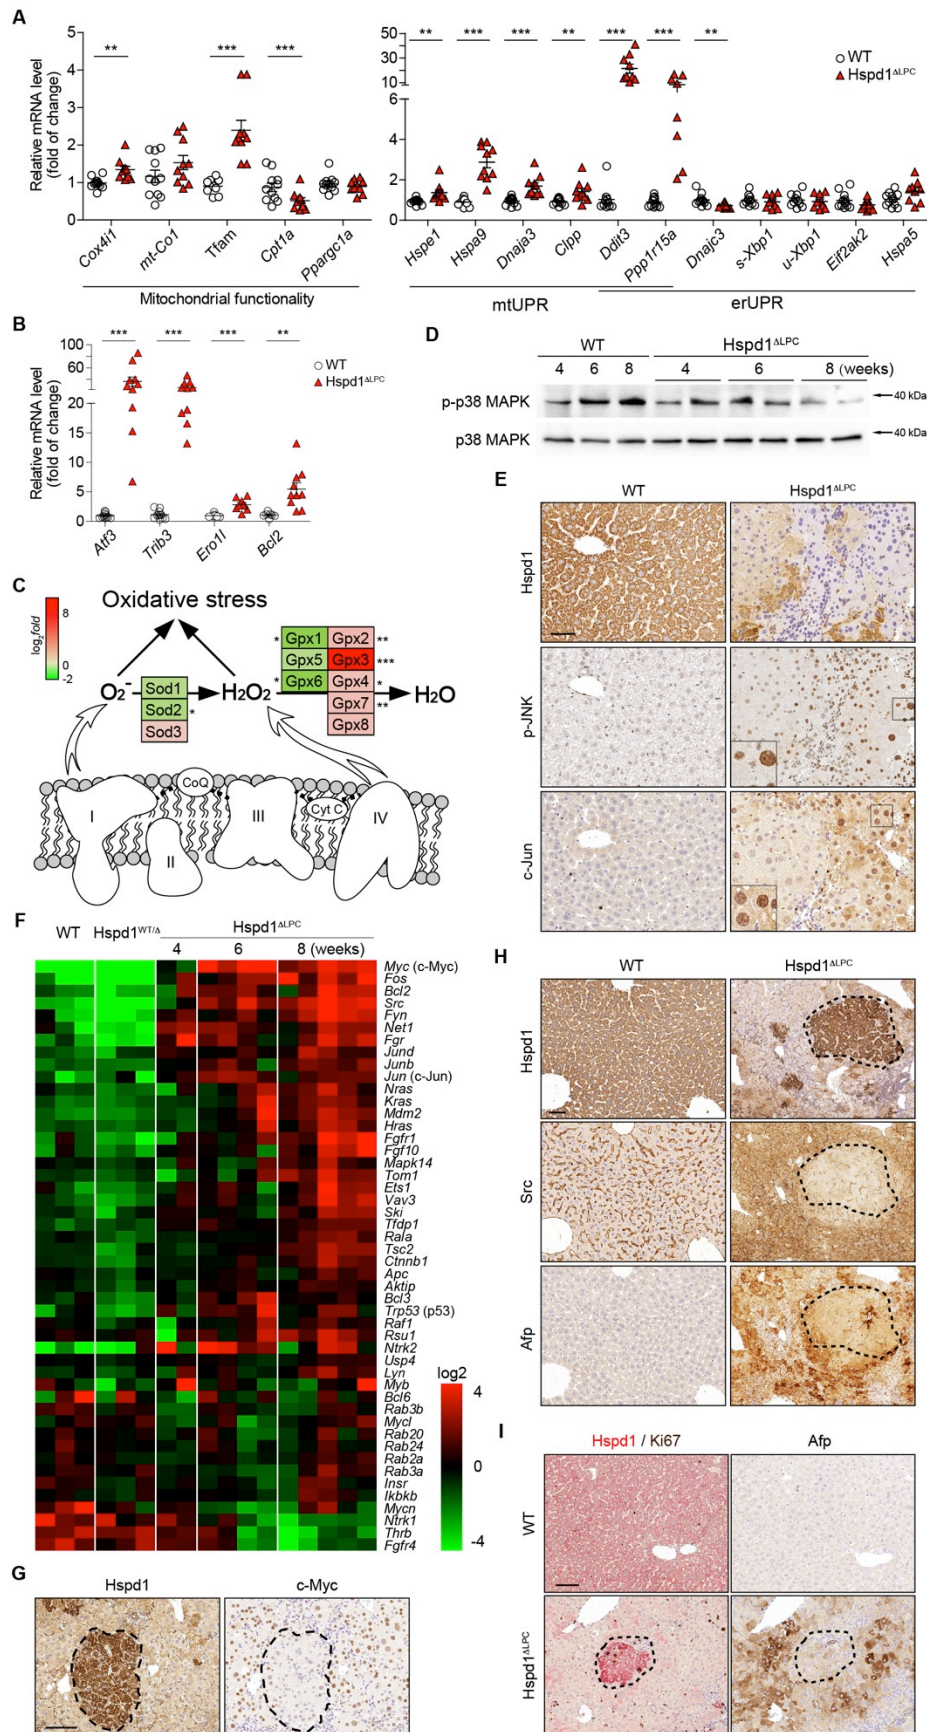 A
Relative mRNA level
(fold of change)
5
4
3
2
1
0
** *** ***
Cox4i1
mt-Co1
Tfam
Cpt1a
Ppargc1a
Mitochondrial functionality
50
30
10
4
2
0
** *** *** ** *** *** **
WT
Hspd1ΔLPC
Hspe1
Hspa9
Dnaja3
Clpp
Ddit3
Ppp1r15a
Dnajc3
s-Xbp1
u-Xbp1
Eif2ak2
Hspa5
mtUPR
erUPR
B
Relative mRNA level
(fold of change)
100
60
20
15
10
5
0
*** *** *** **
WT
Hspd1ΔLPC
Atf3
Trib3
Ero1l
Bcl2
D
WT Hspd1ΔLPC
4 6 8 4 6 8 (weeks)
p-p38 MAPK
40 kDa
p38 MAPK
40 kDa
C
8
0
-2
log2fold
Oxidative stress
O2-
Sod1
Sod2 *
Sod3
H2O2
* Gpx1 Gpx2 **
Gpx5 Gpx3 ***
* Gpx6 Gpx4 *
Gpx7 **
Gpx8
H2O
I
II
CoQ
III
Cyt C
IV
E
WT Hspd1ΔLPC
Hspd1
p-JNK
c-Jun
F
WT Hspd1WT/Δ Hspd1ΔLPC
4 6 8 (weeks)
Myc (c-Myc)
Fos
Bcl2
Src
Fyn
Net1
Fgr
Jund
Junb
Jun (c-Jun)
Nras
Kras
Mdm2
Hras
Fgfr1
Fgf10
Mapk14
Tom1
Ets1
Vav3
Ski
Tfdp1
Rala
Tsc2
Ctnnb1
Apc
Aktip
Bcl3
Trp53 (p53)
Raf1
Rsu1
Ntrk2
Usp4
Lyn
Myb
Bcl6
Rab3b
Mycl
Rab20
Rab24
Rab2a
Rab3a
Insr
Ikbkb
Mycn
Ntrk1
Thrb
Fgfr4
log2
4
0
-4
G
Hspd1 c-Myc
H
WT Hspd1ΔLPC
Hspd1
Src
Afp
I
Hspd1 / Ki67 Afp
WT
Hspd1ΔLPC